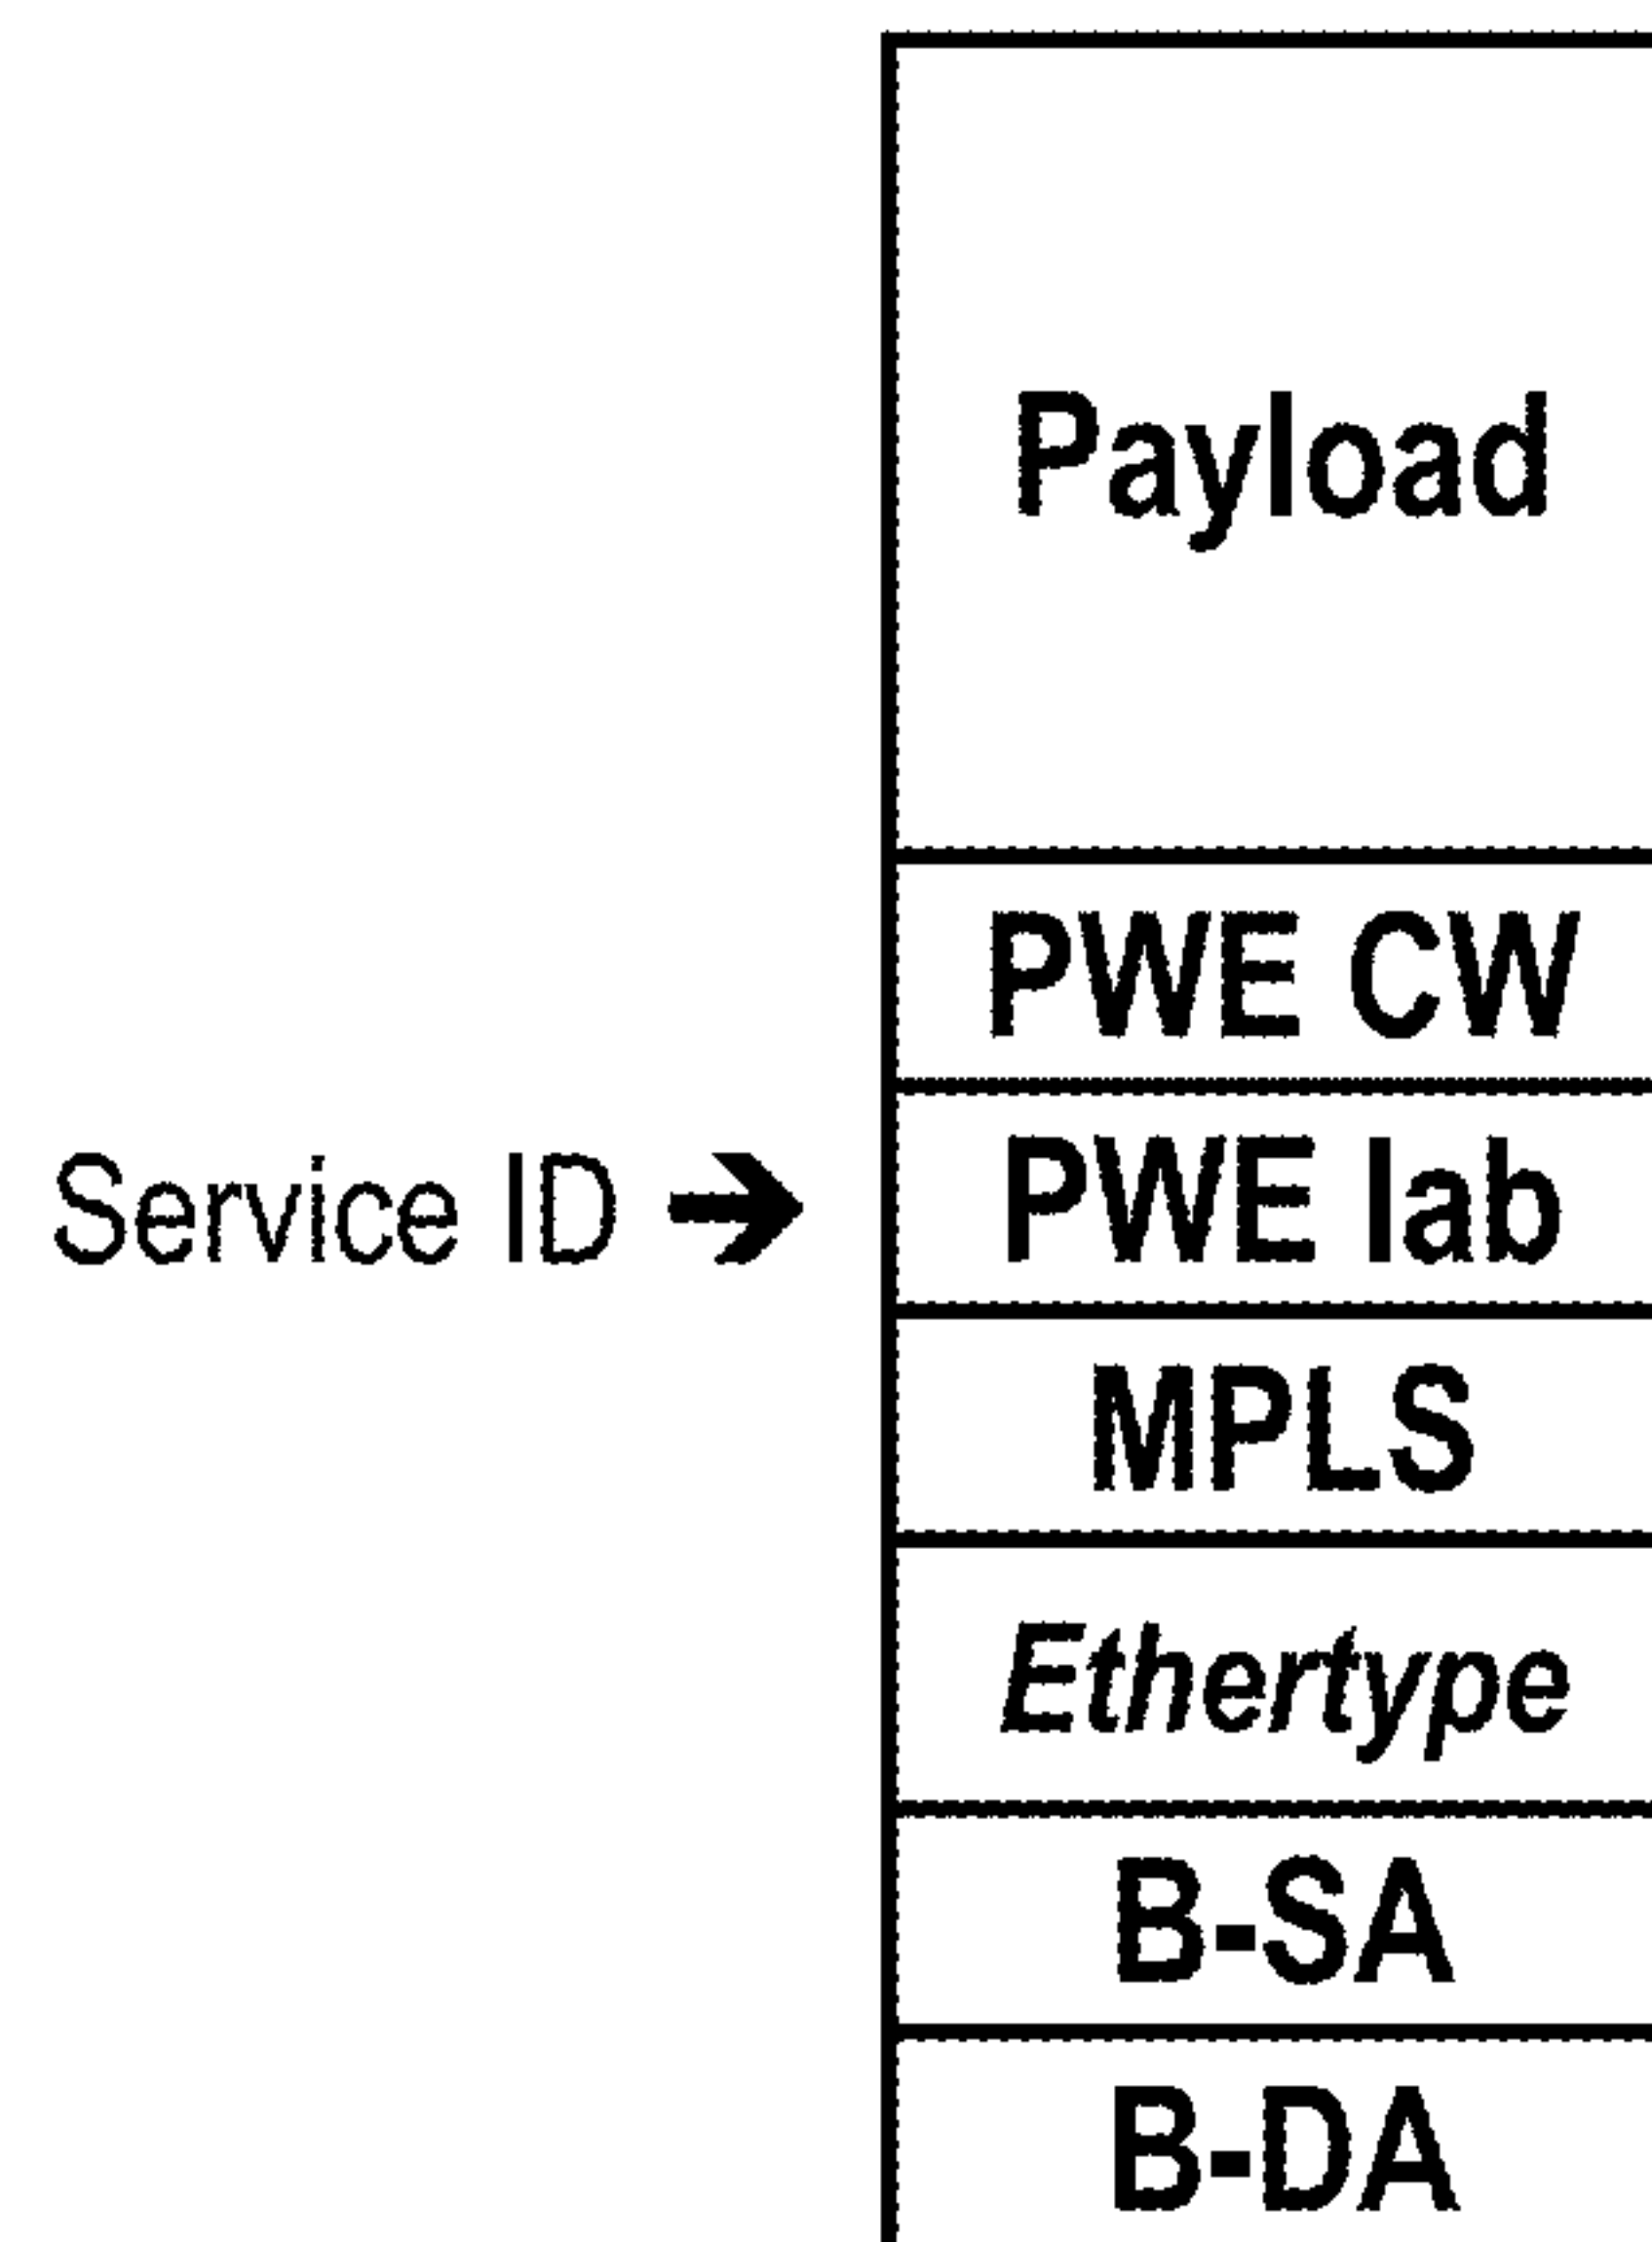 Payload
PWE CW
Service ID → PWE lab
MPLS
Ethertype
B-SA
B-DA